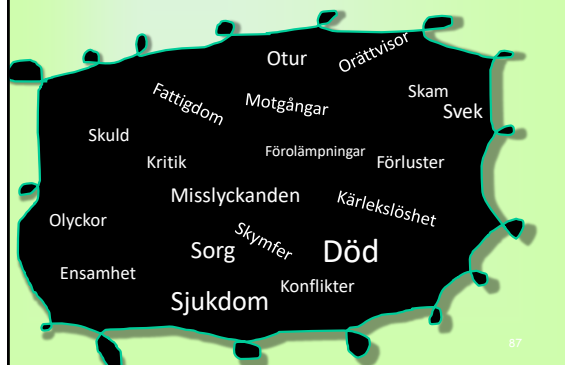 Otur
Orättvisor
Fattigdom
Motgångar
Skam
Svek
Skuld
Kritik
Förolämpningar
Förluster
Misslyckanden
Kärlekslöshet
Olyckor
Skymfer
Sorg
Död
Ensamhet
Konflikter
Sjukdom
87